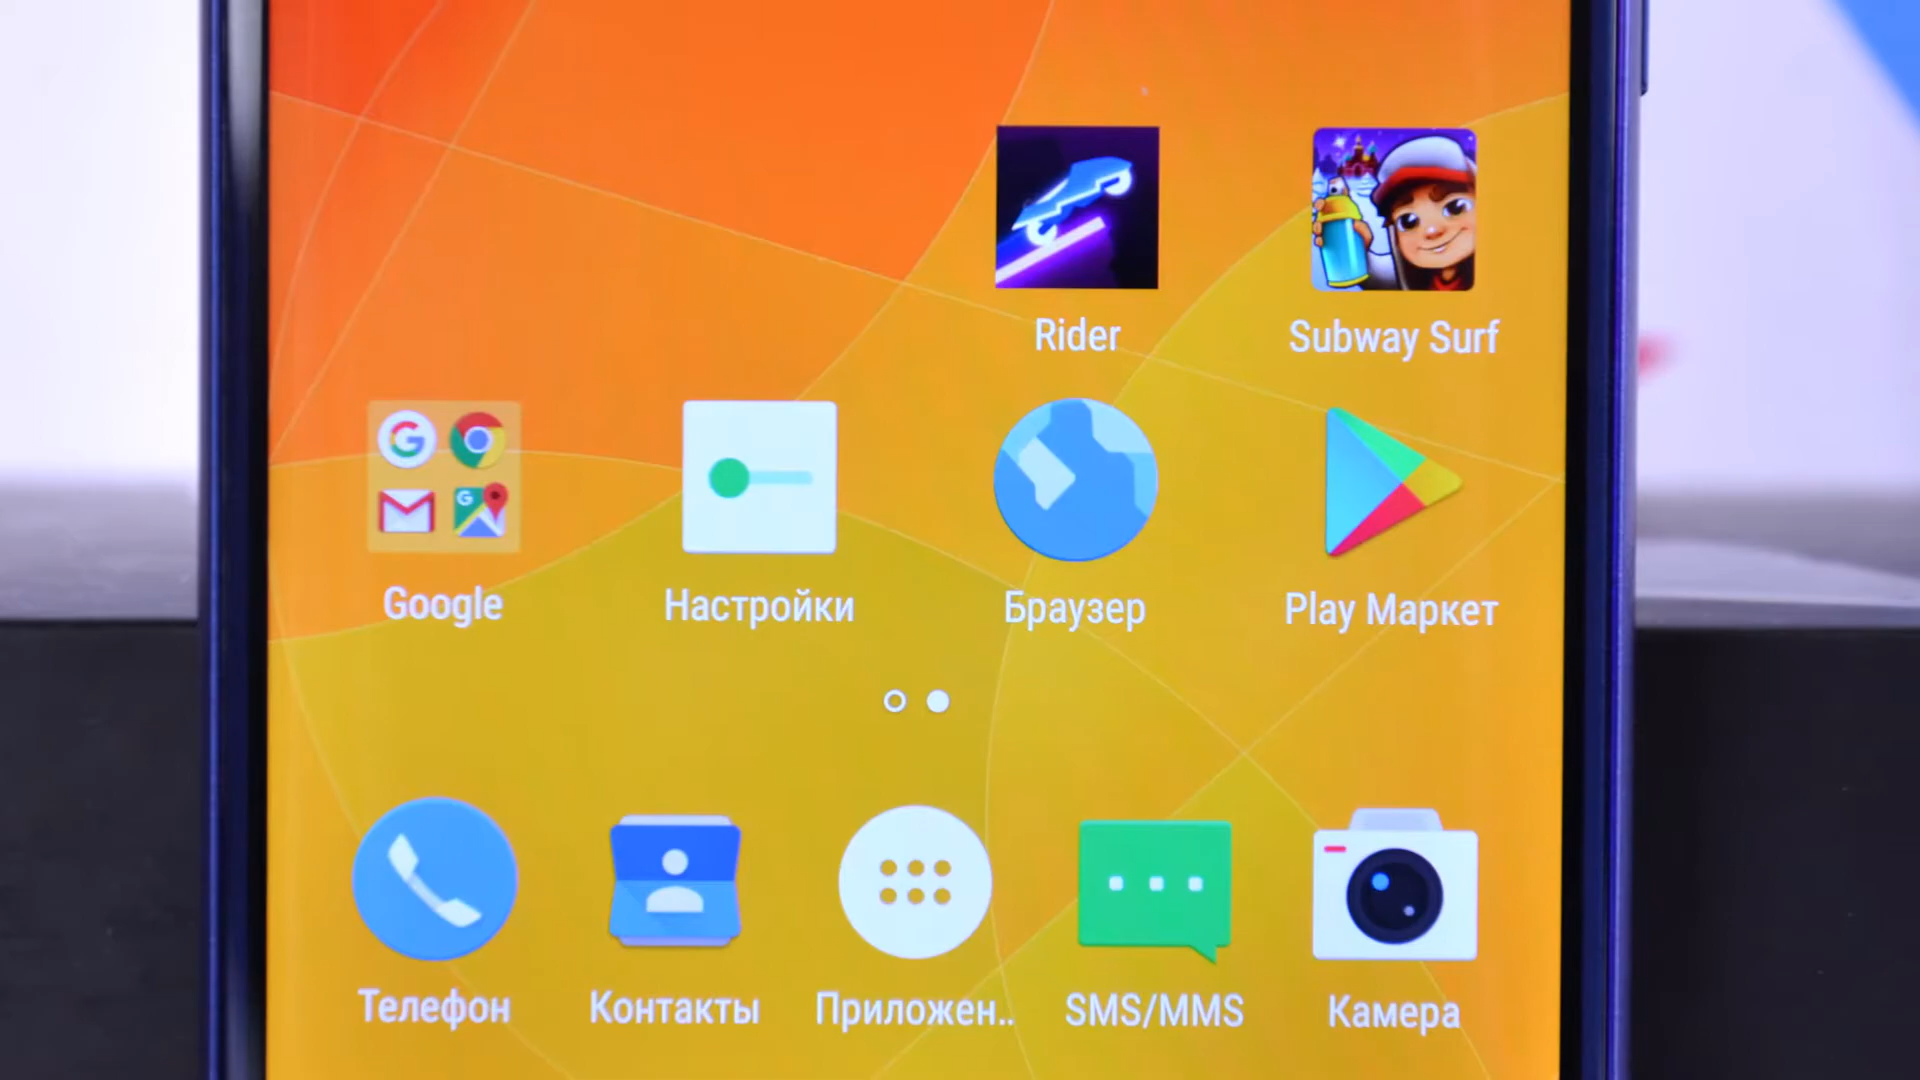 Rider
Subway Surf
Google
Настройки
Браузер
Play Маркет
Телефон
Контакты
Приложен..
SMS/MMS
Камера